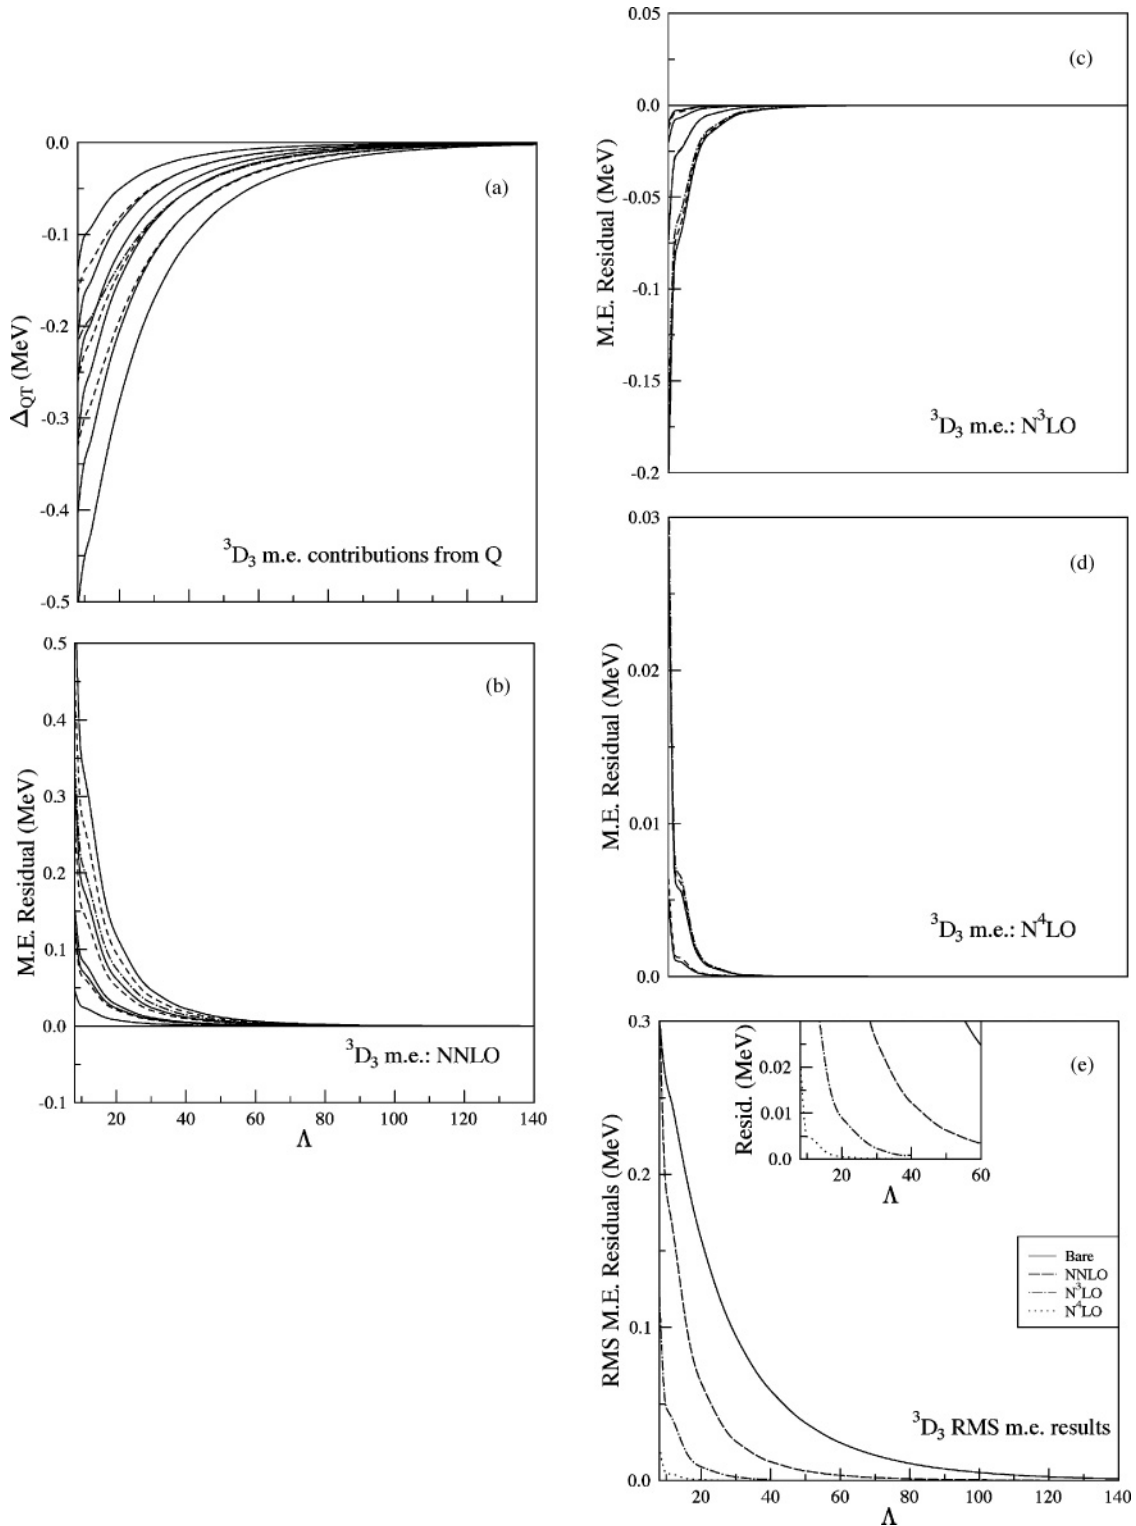 0.0
-0.1
-0.2
-0.3
-0.4
-0.5
Δ_QT (MeV)
(a)
³D₃ m.e. contributions from Q
0.5
0.4
0.3
0.2
0.1
0.0
-0.1
M.E. Residual (MeV)
(b)
³D₃ m.e.: NNLO
20 40 60 80 100 120 140
Λ
0.05
0.0
-0.05
-0.1
-0.15
-0.2
M.E. Residual (MeV)
(c)
³D₃ m.e.: N³LO
0.03
0.02
0.01
0.0
M.E. Residual (MeV)
(d)
³D₃ m.e.: N⁴LO
0.3
0.2
0.1
0.0
RMS M.E. Residuals (MeV)
0.02
0.01
0.0
Resid. (MeV)
20 40 60
Λ
(e)
Bare
NNLO
N³LO
N⁴LO
³D₃ RMS m.e. results
20 40 60 80 100 120 140
Λ